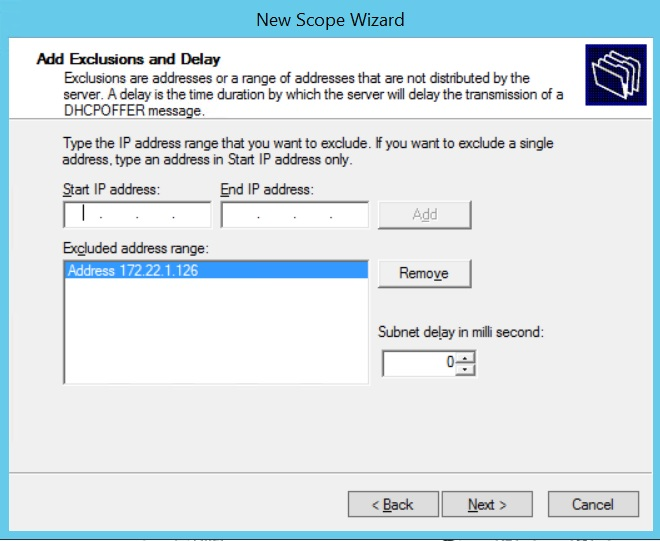 New Scope Wizard
Add Exclusions and Delay
Exclusions are addresses or a range of addresses that are not distributed by the
server. A delay is the time duration by which the server will delay the transmission of a
DHCPOFFER message.
Type the IP address range that you want to exclude. If you want to exclude a single
address, type an address in Start IP address only.
Start IP address:
End IP address:
. . .
. . .
Add
Excluded address range:
Address 172.22.1.126
Remove
Subnet delay in milli second:
0
< Back
Next >
Cancel